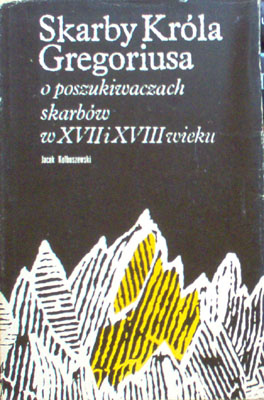 Skarby Króla
Gregoriusa
o poszukiwaczach
skarbów
w XVII i XVIII wieku
Jacek Kolbuszewski